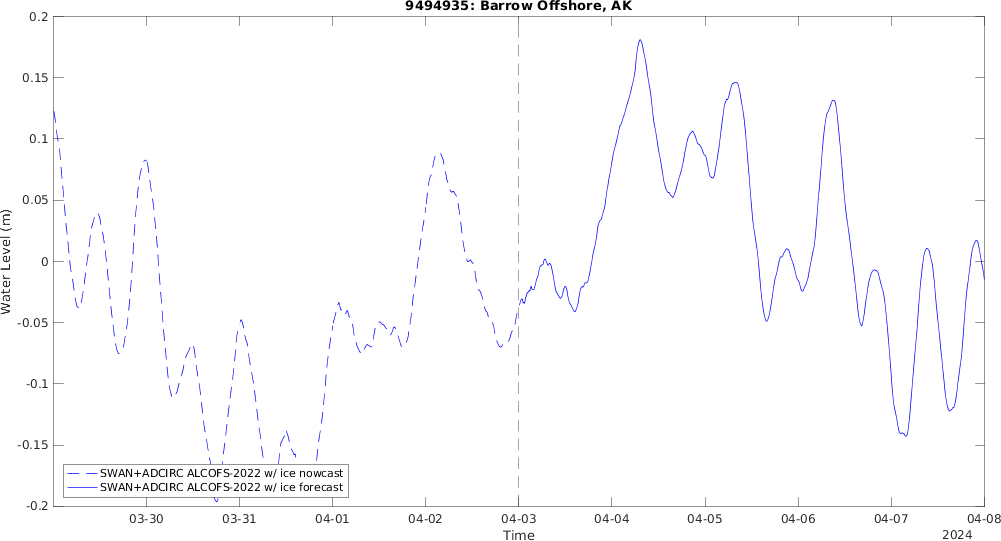 9494935: Barrow Offshore, AK
Water Level (m)
0.2
0.15
0.1
0.05
0
-0.05
-0.1
-0.15
-0.2
SWAN+ADCIRC ALCOFS-2022 w/ ice nowcast
SWAN+ADCIRC ALCOFS-2022 w/ ice forecast
03-30 03-31 04-01 04-02 04-03 04-04 04-05 04-06 04-07 04-08
Time
2024